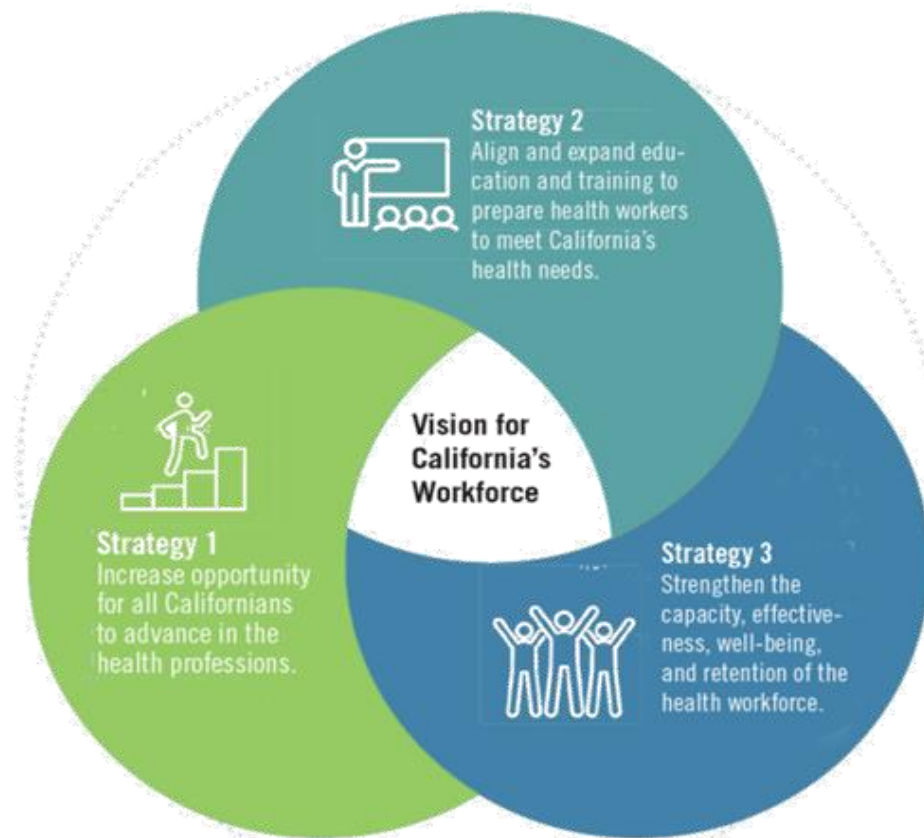 Strategy 2
Align and expand edu-
cation and training to
prepare health workers
to meet California's
health needs.
Vision for
California's
Workforce
Strategy 1
Increase opportunity
for all Californians
to advance in the
health professions.
Strategy 3
Strengthen the
capacity, effective-
ness, well-being,
and retention of the
health workforce.